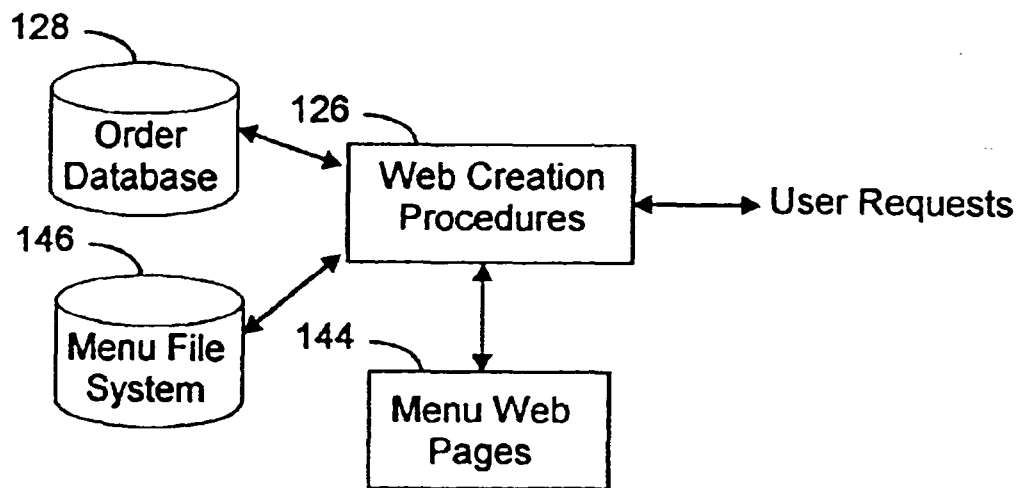 128
Order
Database
126
Web Creation
Procedures
User Requests
146
Menu File
System
144
Menu Web
Pages